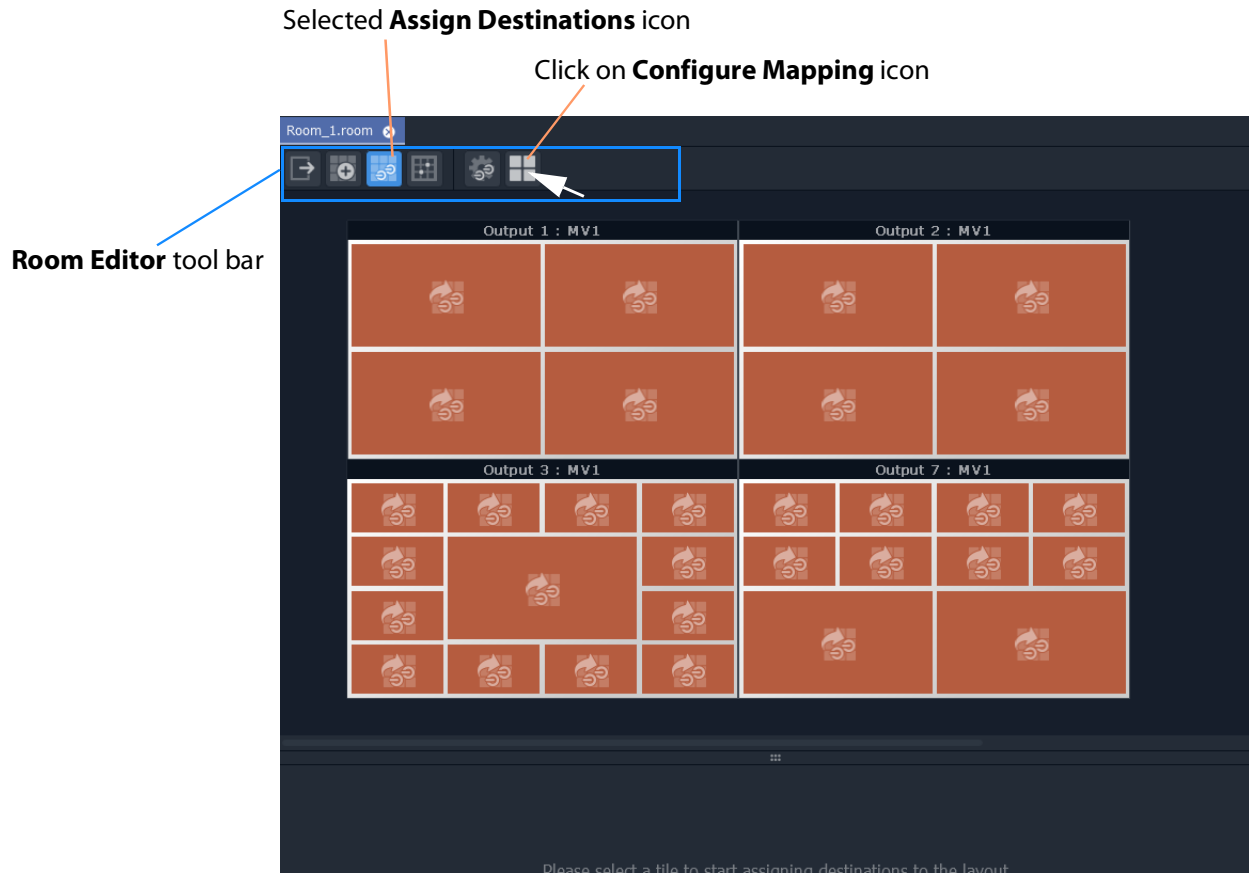 Selected Assign Destinations icon
Click on Configure Mapping icon
Room_1.room
Room Editor tool bar
Output 1 : MV1
Output 2 : MV1
Output 3 : MV1
Output 7 : MV1
Please select a tile to start assigning destinations to the layout